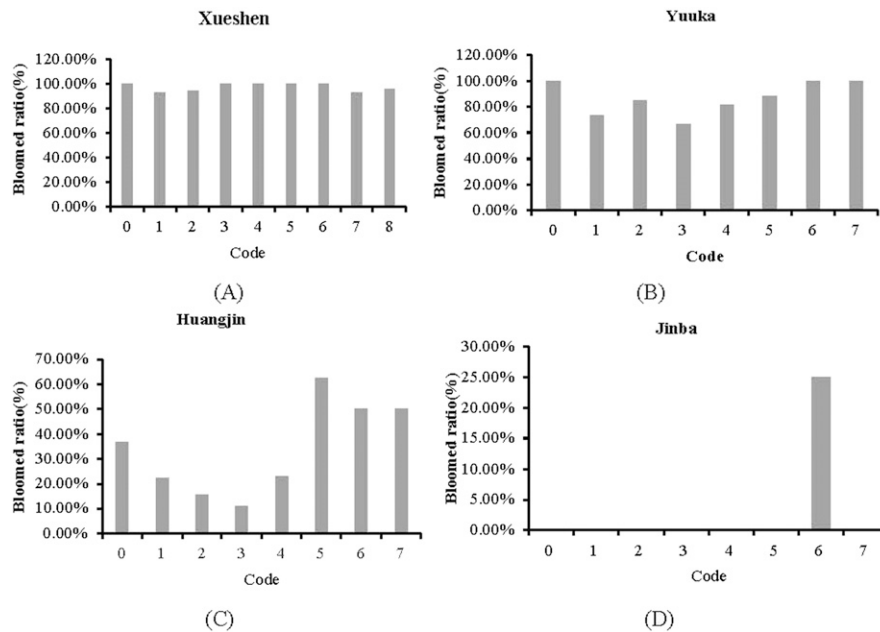 Xueshen
Bloomed ratio(%)
120.00%
100.00%
80.00%
60.00%
40.00%
20.00%
0.00%
0 1 2 3 4 5 6 7 8
Code
(A)
Yuuka
Bloomed ratio(%)
120.00%
100.00%
80.00%
60.00%
40.00%
20.00%
0.00%
0 1 2 3 4 5 6 7
Code
(B)
Huangjin
Bloomed ratio(%)
70.00%
60.00%
50.00%
40.00%
30.00%
20.00%
10.00%
0.00%
0 1 2 3 4 5 6 7
Code
(C)
Jinba
Bloomed ratio(%)
30.00%
25.00%
20.00%
15.00%
10.00%
5.00%
0.00%
0 1 2 3 4 5 6 7
Code
(D)